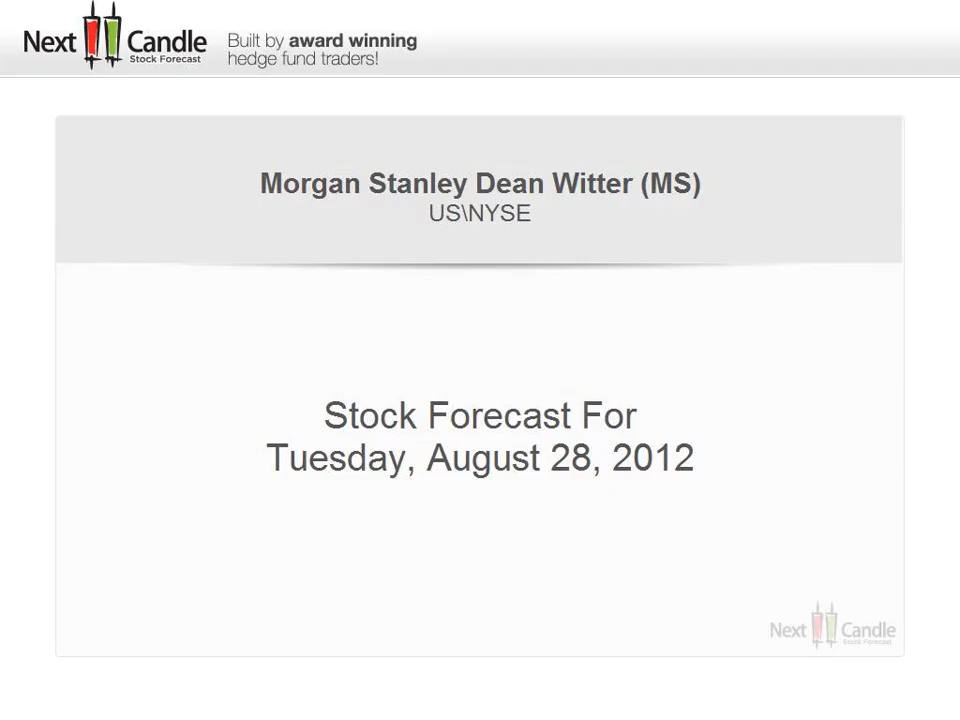 Next Candle
Stock Forecast
Built by award winning
hedge fund traders!
Morgan Stanley Dean Witter (MS)
US\NYSE
Stock Forecast For
Tuesday, August 28, 2012
Next Candle
Stock Forecast